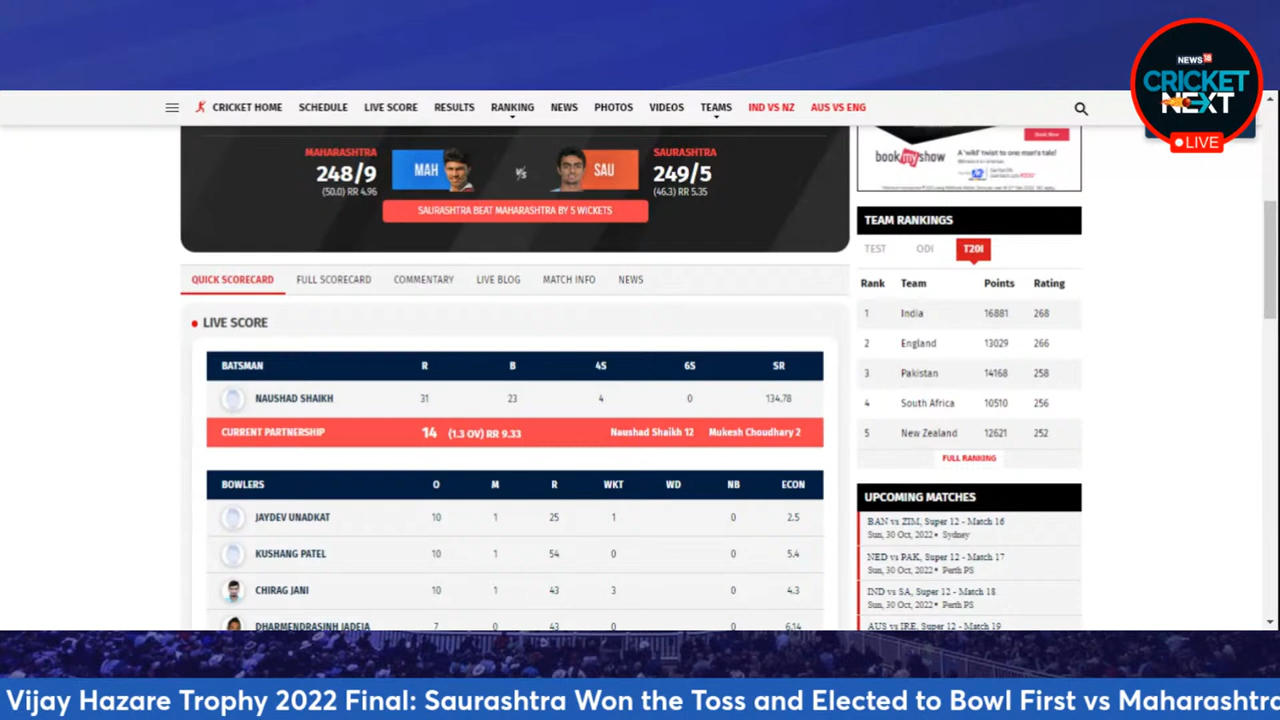 NEWS 18
CRICKET
NEXT
LIVE
CRICKET HOME SCHEDULE LIVE SCORE RESULTS RANKING NEWS PHOTOS VIDEOS TEAMS IND VS NZ AUS VS ENG
MAHARASHTRA
248/9
(50.0) RR 4.96
MAH
VS
SAU
SAURASHTRA
249/5
(46.3) RR 5.35
SAURASHTRA BEAT MAHARASHTRA BY 5 WICKETS
Book Now
bookmyshow
A 'wild' twist to one man's tale!
QUICK SCORECARD FULL SCORECARD COMMENTARY LIVE BLOG MATCH INFO NEWS
LIVE SCORE
BATSMAN R B 4S 6S SR
NAUSHAD SHAIKH 31 23 4 0 134.78
CURRENT PARTNERSHIP 14 (1.3 OV) RR 9.33 Naushad Shaikh 12 Mukesh Choudhary 2
BOWLERS O M R WKT WD NB ECON
JAYDEV UNADKAT 10 1 25 1 0 2.5
KUSHANG PATEL 10 1 54 0 0 5.4
CHIRAG JANI 10 1 43 3 0 4.3
DHARMENDRASINH JADEJA 7 0 43 0 0 6.14
TEAM RANKINGS
TEST ODI T20I
Rank Team Points Rating
1 India 16881 268
2 England 13029 266
3 Pakistan 14168 258
4 South Africa 10510 256
5 New Zealand 12621 252
FULL RANKING
UPCOMING MATCHES
BAN vs ZIM, Super 12 - Match 16
Sun, 30 Oct, 2022 • Sydney
NED vs PAK, Super 12 - Match 17
Sun, 30 Oct, 2022 • Perth PS
IND vs SA, Super 12 - Match 18
Sun, 30 Oct, 2022 • Perth PS
AUS vs IRE, Super 12 - Match 19
Vijay Hazare Trophy 2022 Final: Saurashtra Won the Toss and Elected to Bowl First vs Maharashtra